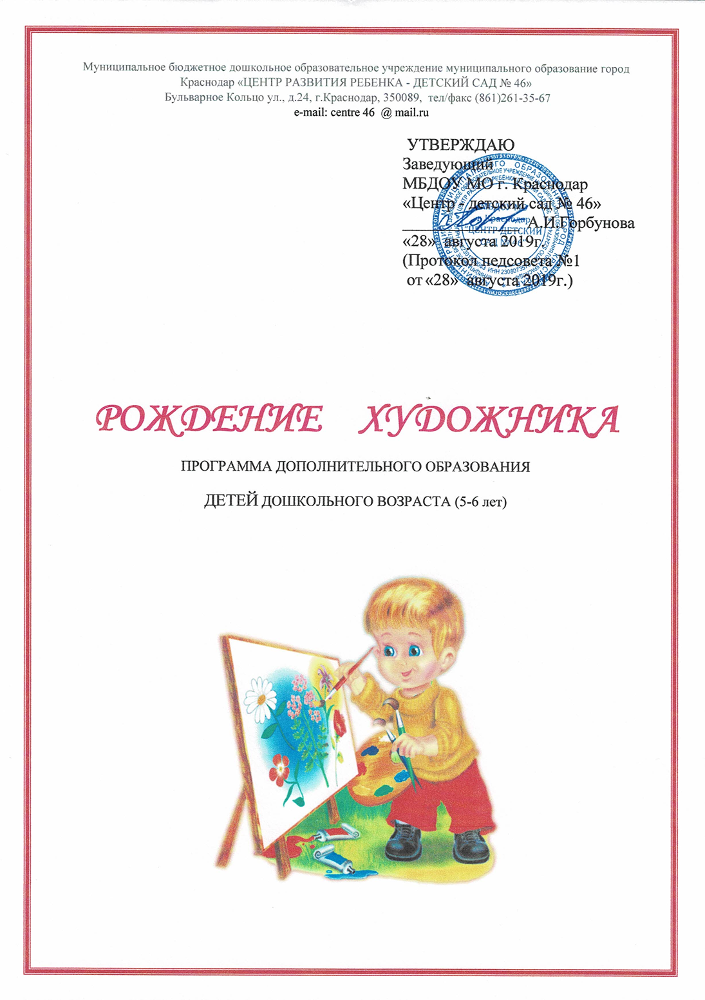 Муниципальное бюджетное дошкольное образовательное учреждение муниципального образование город
Краснодар «ЦЕНТР РАЗВИТИЯ РЕБЕНКА - ДЕТСКИЙ САД № 46»
Бульварное Кольцо ул., д.24, г.Краснодар, 350089, тел/факс (861)261-35-67
e-mail: centre 46 @ mail.ru
УТВЕРЖДАЮ
Заведующий
МБДОУ МО г. Краснодар
«Центр - детский сад № 46»
А.И.Горбунова
«28» августа 2019г.
(Протокол педсовета №1
от «28» августа 2019г.)
РОЖДЕНИЕ ХУДОЖНИКА
ПРОГРАММА ДОПОЛНИТЕЛЬНОГО ОБРАЗОВАНИЯ
ДЕТЕЙ ДОШКОЛЬНОГО ВОЗРАСТА (5-6 лет)